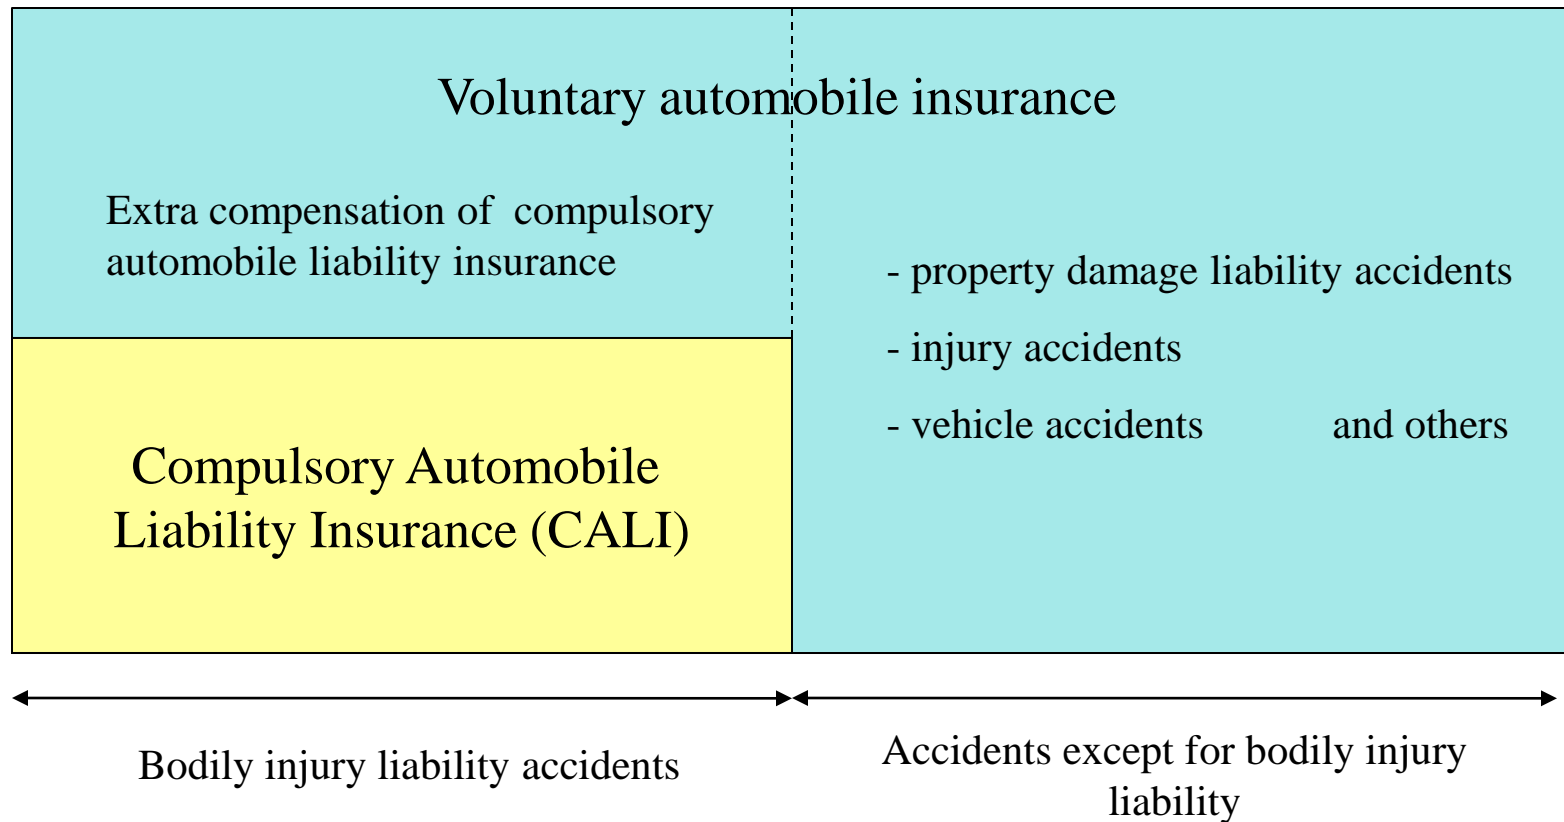 Voluntary automobile insurance
Extra compensation of compulsory
automobile liability insurance
- property damage liability accidents
- injury accidents
- vehicle accidents and others
Compulsory Automobile
Liability Insurance (CALI)
Bodily injury liability accidents
Accidents except for bodily injury
liability